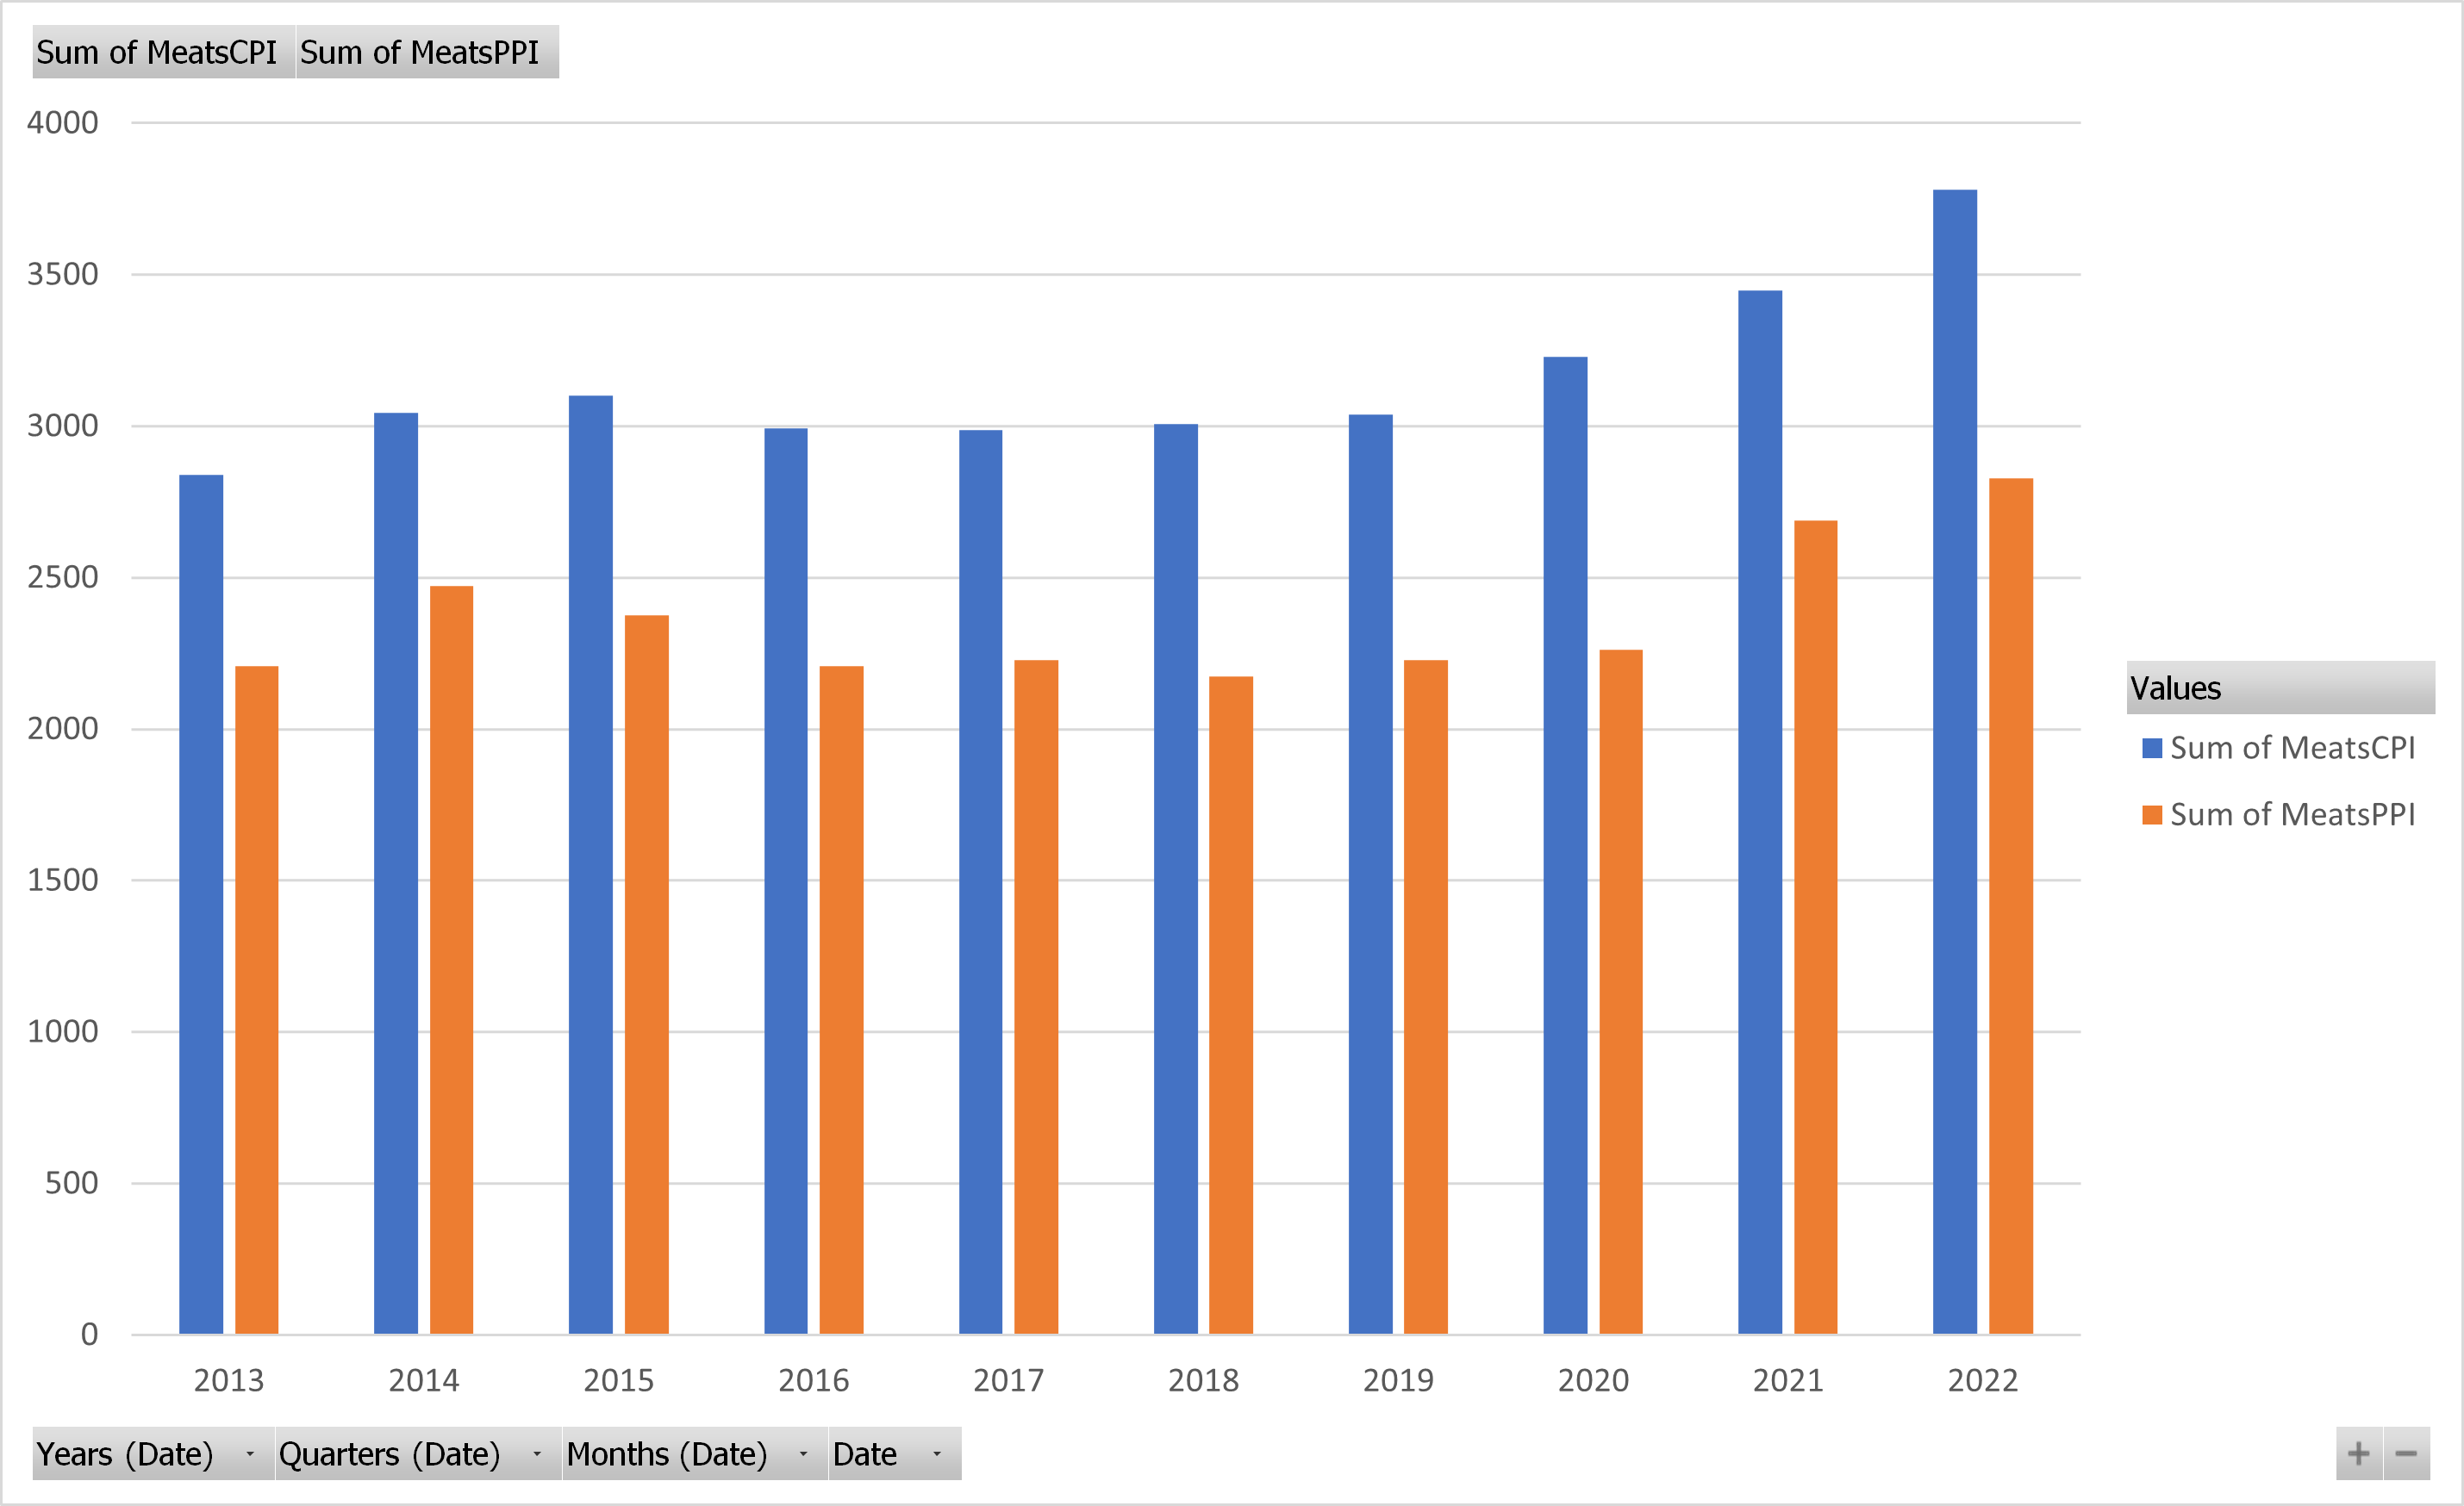 Sum of MeatsCPI Sum of MeatsPPI
4000
3500
3000
2500
2000
1500
1000
500
0
2013 2014 2015 2016 2017 2018 2019 2020 2021 2022
Values
Sum of MeatsCPI
Sum of MeatsPPI
Years (Date) Quarters (Date) Months (Date) Date
+ −